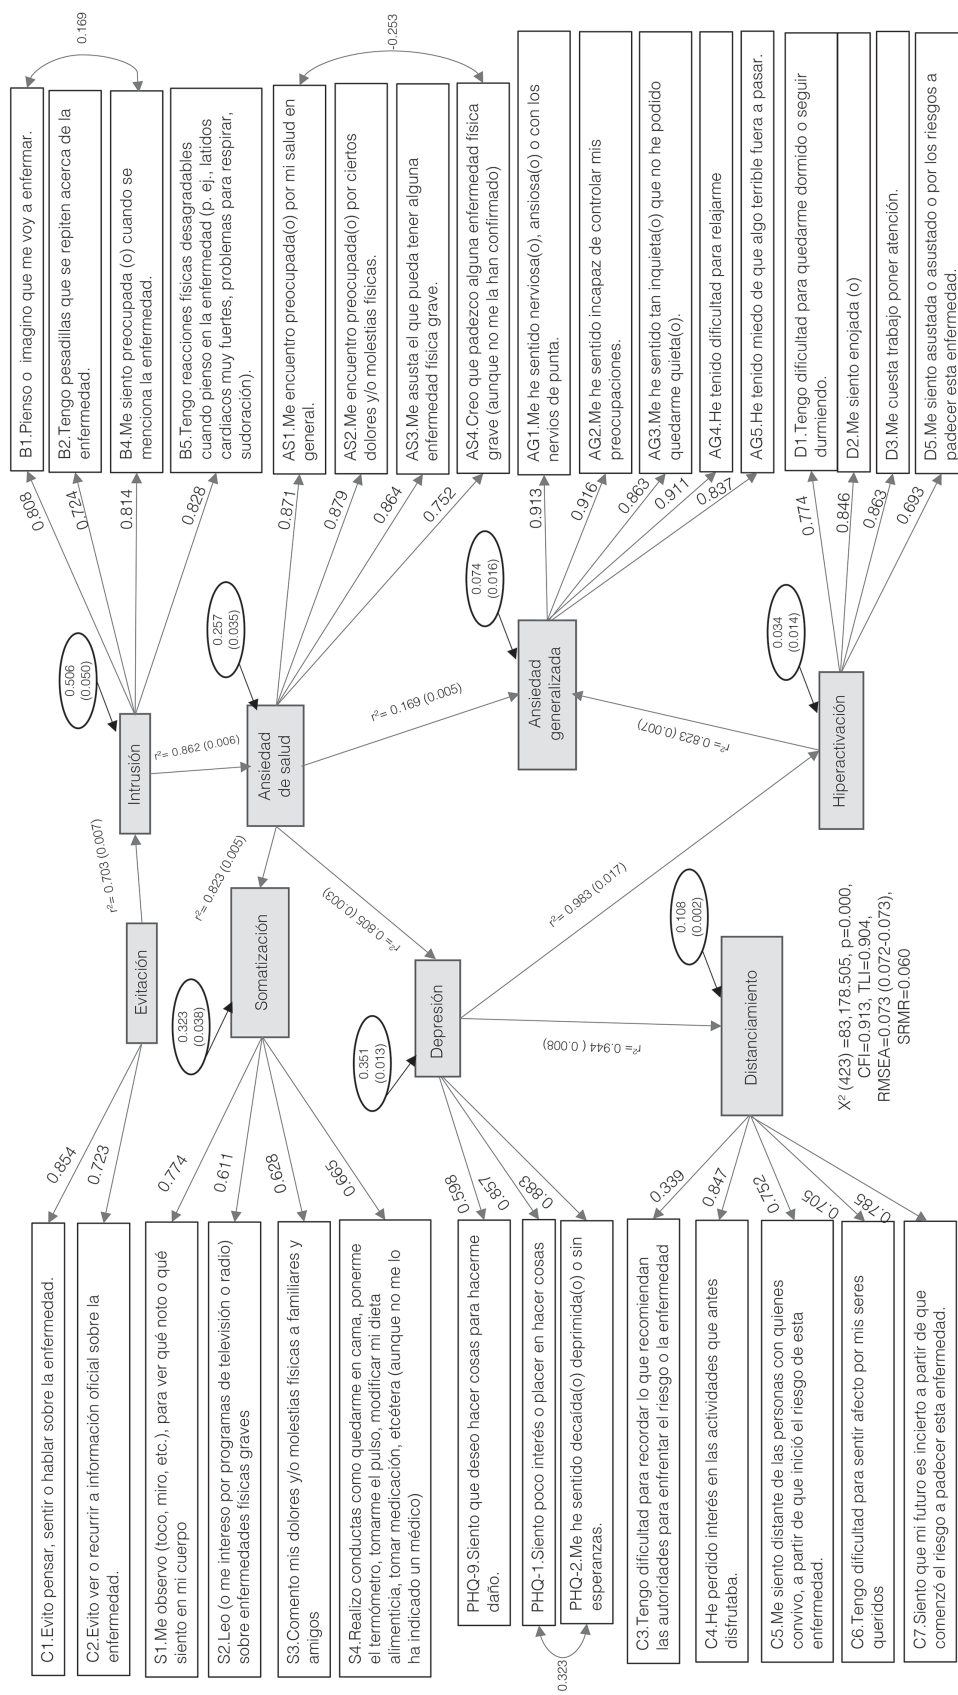 C1.Evito pensar, sentir o hablar sobre la enfermedad.
C2.Evito ver o recurrir a información oficial sobre la
enfermedad.
S1.Me observo (toco, miro, etc.), para ver qué noto o qué
siento en mi cuerpo
S2.Leo (o me intereso por programas de televisión o radio)
sobre enfermedades físicas graves
S3.Comento mis dolores y/o molestias físicas a familiares y
amigos
S4.Realizo conductas como quedarme en cama, ponerme
el termómetro, tomarme el pulso, modificar mi dieta
alimenticia, tomar medicación, etcétera (aunque no me lo
ha indicado un médico)
PHQ-9.Siento que deseo hacer cosas para hacerme
daño.
PHQ-1.Siento poco interés o placer en hacer cosas
PHQ-2.Me he sentido decaída(o) deprimida(o) o sin
esperanzas.
0.323
C3.Tengo dificultad para recordar lo que recomiendan
las autoridades para enfrentar el riesgo o la enfermedad
C4.He perdido interés en las actividades que antes
disfrutaba.
C5.Me siento distante de las personas con quienes
convivo, a partir de que inició el riesgo de esta
enfermedad.
C6.Tengo dificultad para sentir afecto por mis seres
queridos
C7.Siento que mi futuro es incierto a partir de que
comenzó el riesgo a padecer esta enfermedad.
0.854
0.723
0.774
0.611
0.628
0.665
0.598
0.857
0.883
0.339
0.847
0.752
0.705
0.785
Evitación
0.323
(0.038)
Somatización
0.351
(0.013)
Depresión
0.108
(0.002)
Distanciamiento
r²= 0.703 (0.007)
r²= 0.823 (0.005)
r²= 0.805 (0.003)
r²= 0.944 ( 0.008)
r²= 0.983 (0.017)
X² (423) =83,178.505, p=0.000,
CFI=0.913, TLI=0.904,
RMSEA=0.073 (0.072-0.073),
SRMR=0.060
0.506
(0.050)
Intrusión
r²= 0.862 (0.006)
0.257
(0.035)
Ansiedad
de salud
r²= 0.169 (0.005)
0.074
(0.016)
Ansiedad
generalizada
r²= 0.823 (0.007)
0.034
(0.014)
Hiperactivación
0.808
0.724
0.814
0.828
0.871
0.879
0.864
0.752
0.913
0.916
0.863
0.911
0.837
0.774
0.846
0.863
0.693
B1.Pienso o imagino que me voy a enfermar.
B2.Tengo pesadillas que se repiten acerca de la
enfermedad.
B4.Me siento preocupada (o) cuando se
menciona la enfermedad.
B5.Tengo reacciones físicas desagradables
cuando pienso en la enfermedad (p. ej., latidos
cardiacos muy fuertes, problemas para respirar,
sudoración).
0.169
AS1.Me encuentro preocupada(o) por mi salud en
general.
AS2.Me encuentro preocupada(o) por ciertos
dolores y/o molestias físicas.
AS3.Me asusta el que pueda tener alguna
enfermedad física grave.
AS4.Creo que padezco alguna enfermedad física
grave (aunque no me la han confirmado)
-0.253
AG1.Me he sentido nerviosa(o), ansiosa(o) o con los
nervios de punta.
AG2.Me he sentido incapaz de controlar mis
preocupaciones.
AG3.Me he sentido tan inquieta(o) que no he podido
quedarme quieta(o).
AG4.He tenido dificultad para relajarme
AG5.He tenido miedo de que algo terrible fuera a pasar.
D1.Tengo dificultad para quedarme dormido o seguir
durmiendo.
D2.Me siento enojada (o)
D3.Me cuesta trabajo poner atención.
D5.Me siento asustada o asustado o por los riesgos a
padecer esta enfermedad.